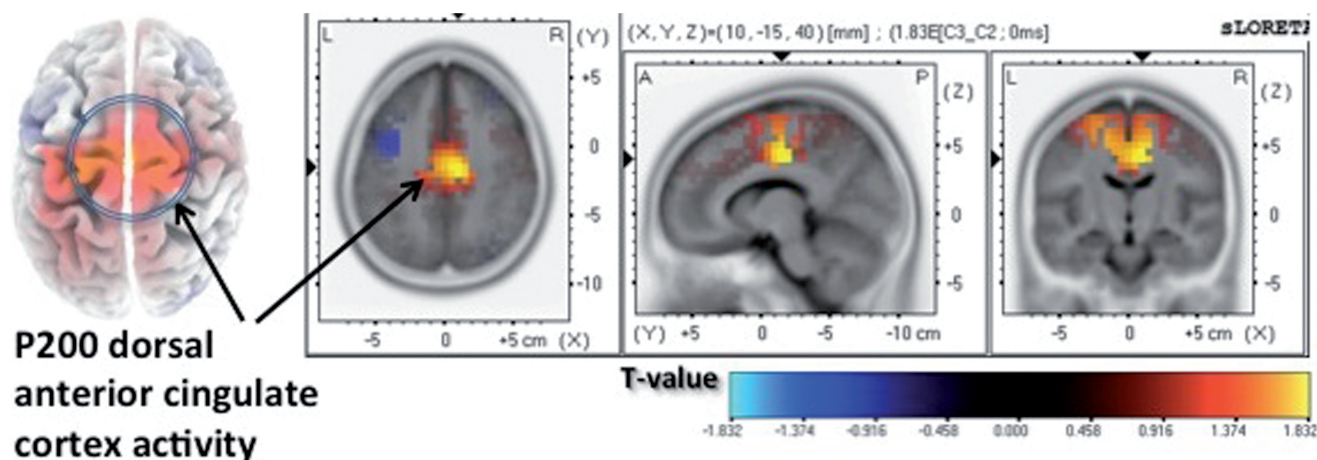 (X, Y, Z)=(10, -15, 40)[mm] ; (1.83E[C3_C2; 0ms] sLORETA
L R (Y)
+5
0
-5
-10
-5 0 +5 cm (X)
A P (Z)
+5
0
-5
(Y) +5 0 -5 -10 cm
L R (Z)
+5
0
-5
-5 0 +5 cm (X)
P200 dorsal
anterior cingulate
cortex activity
T-value
-1.832 -1.374 -0.916 -0.458 0.000 0.458 0.916 1.374 1.832